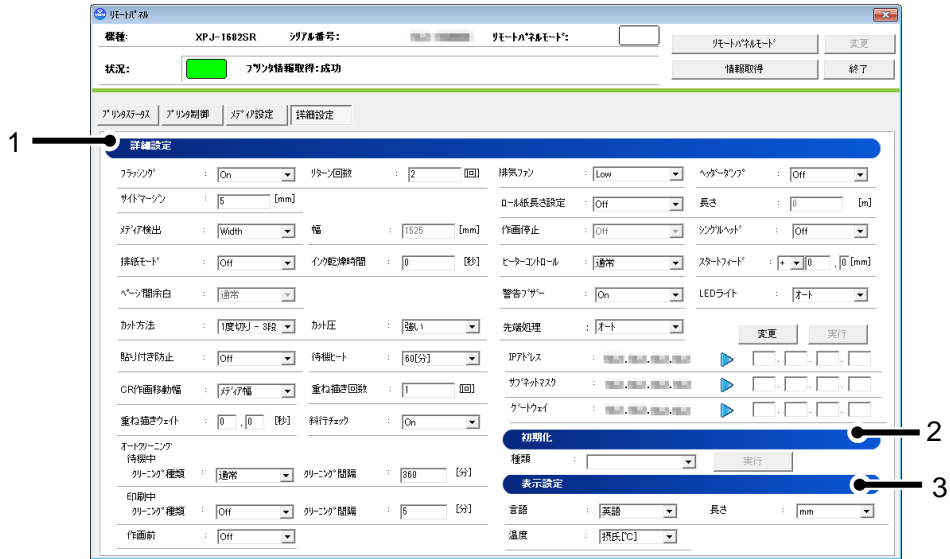 リモートパネル
機種: XPJ-1682SR シリアル番号: リモートパネルモード: リモートパネルモード 変更
状況: プリンタ情報取得:成功 情報取得 終了
プリンタステータス プリンタ制御 メディア設定 詳細設定
1
詳細設定
フラッシング : On リターン回数 : 2 [回] 排気ファン : Low ヘッダーダンプ : Off
サイドマージン : 5 [mm] ロール紙長さ設定 : Off 長さ : 0 [m]
メディア検出 : Width 幅 : 1525 [mm] 作画停止 : Off シングルヘッド : Off
排紙モード : Off インク乾燥時間 : 0 [秒] ヒーターコントロール : 通常 スタートフィード : + 0 . 0 [mm]
ページ間余白 : 通常 警告ブザー : On LEDライト : オート
カット方法 : 1度切り - 3段 カット圧 : 強い 先端処理 : オート 変更 実行
貼り付き防止 : Off 待機ヒート : 60[分] IPアドレス : . . .
CR作画移動幅 : メディア幅 重ね描き回数 : 1 [回] サブネットマスク : . . .
重ね描きウェイト : 0 . 0 [秒] 斜行チェック : On ゲートウェイ : . . .
2
初期化
種類 : 実行
オートクリーニング
待機中
クリーニング種類 : 通常 クリーニング間隔 : 360 [分]
3
表示設定
印刷中
クリーニング種類 : Off クリーニング間隔 : 5 [分] 言語 : 英語 長さ : mm
作画前 : Off 温度 : 摂氏[℃]